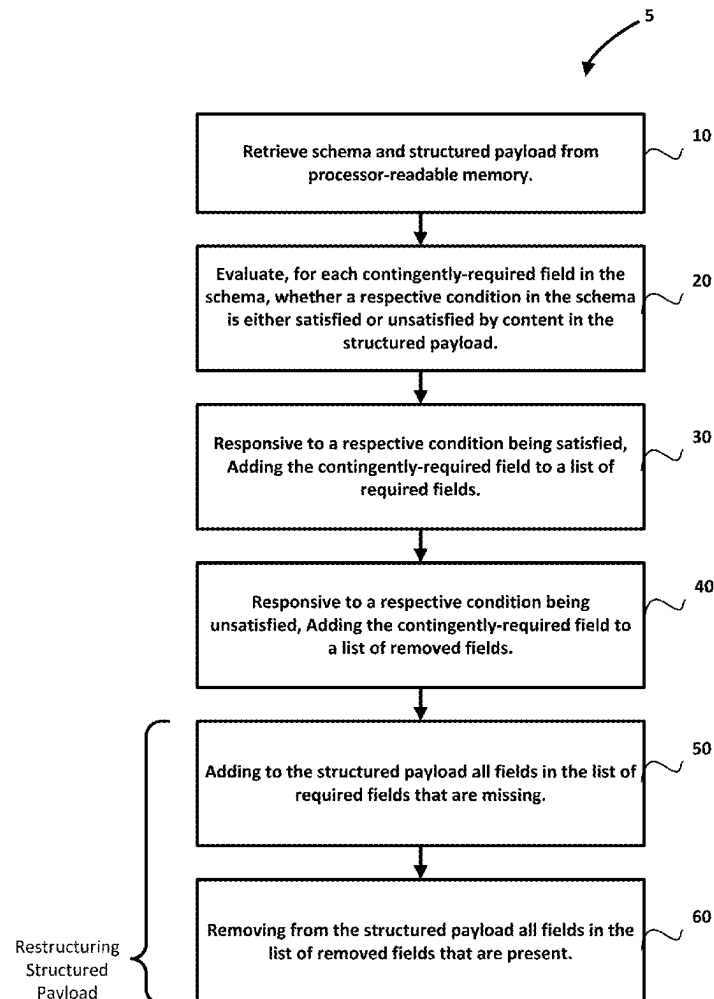 5
10
Retrieve schema and structured payload from
processor-readable memory.
20
Evaluate, for each contingently-required field in the
schema, whether a respective condition in the schema
is either satisfied or unsatisfied by content in the
structured payload.
30
Responsive to a respective condition being satisfied,
Adding the contingently-required field to a list of
required fields.
40
Responsive to a respective condition being
unsatisfied, Adding the contingently-required field to
a list of removed fields.
50
Adding to the structured payload all fields in the list of
required fields that are missing.
60
Removing from the structured payload all fields in the
list of removed fields that are present.
Restructuring
Structured
Payload